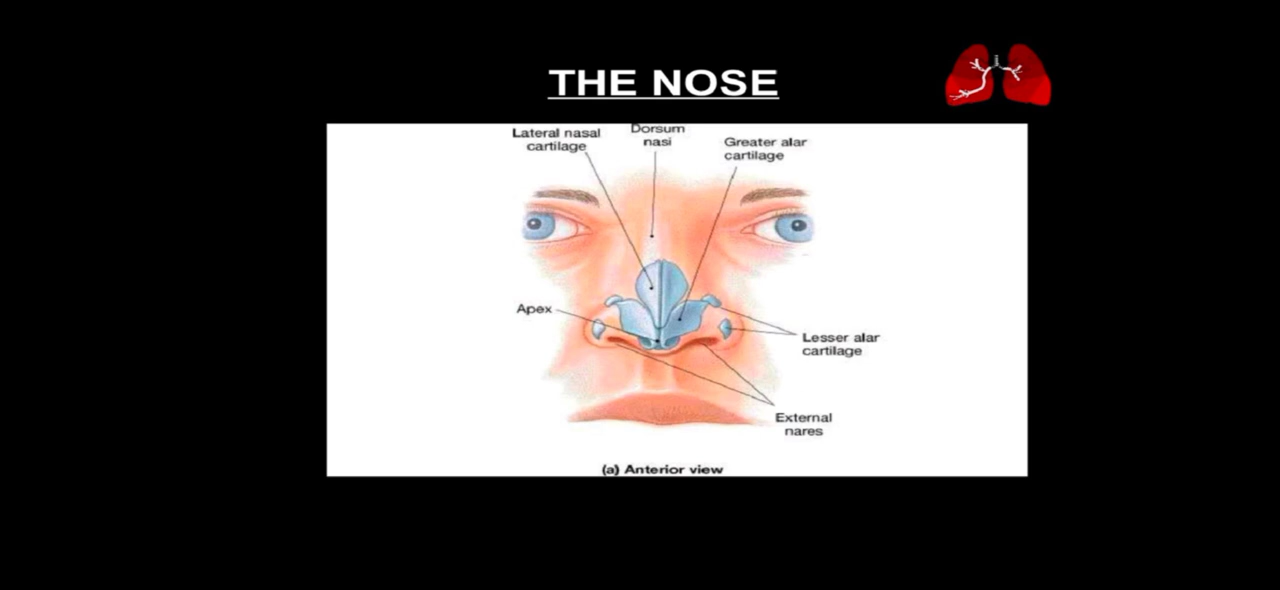 THE NOSE
Lateral nasal
cartilage
Dorsum
nasi
Greater alar
cartilage
Apex
Lesser alar
cartilage
External
nares
(a) Anterior view